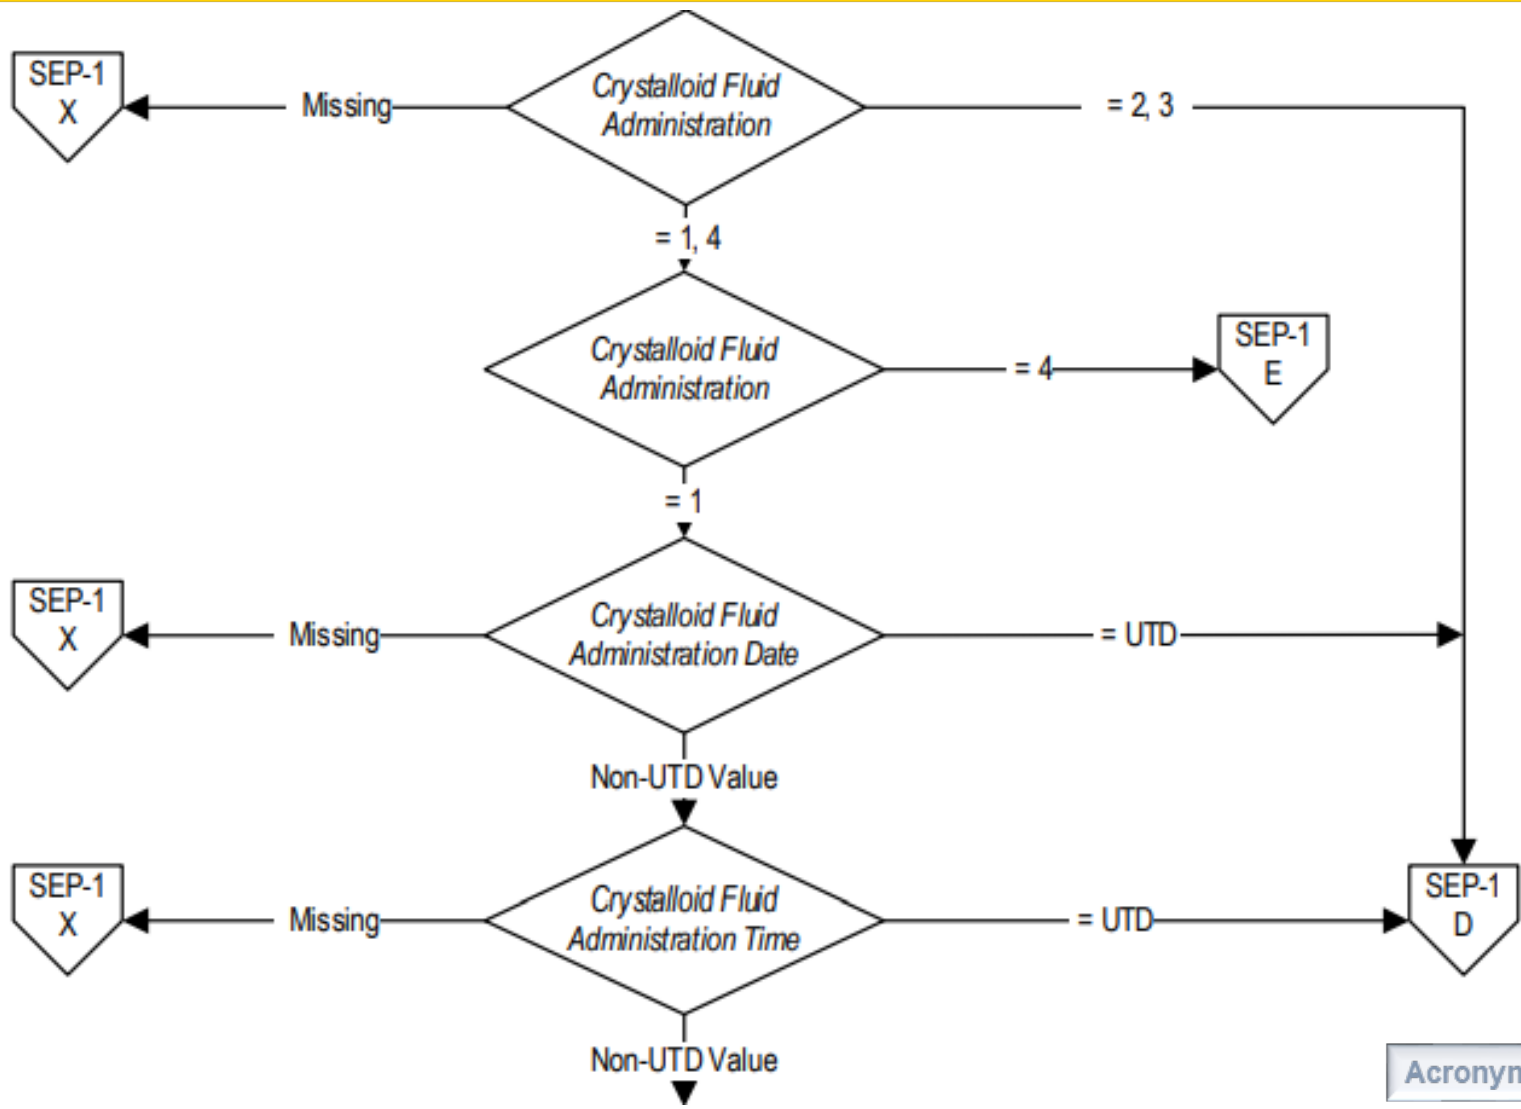 SEP-1
X
Missing
Crystalloid Fluid
Administration
= 2, 3
= 1, 4
Crystalloid Fluid
Administration
= 4
SEP-1
E
= 1
SEP-1
X
Missing
Crystalloid Fluid
Administration Date
= UTD
Non-UTD Value
SEP-1
X
Missing
Crystalloid Fluid
Administration Time
= UTD
SEP-1
D
Non-UTD Value
Acronym